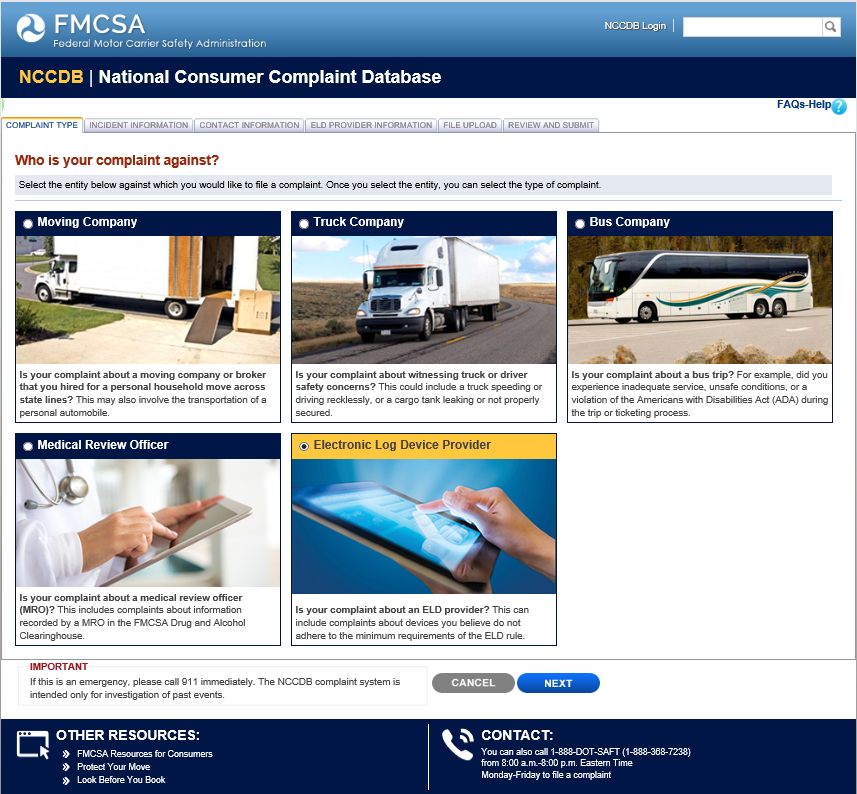 FMCSA
Federal Motor Carrier Safety Administration
NCCDB Login
NCCDB | National Consumer Complaint Database
FAQs-Help ?
COMPLAINT TYPE
INCIDENT INFORMATION
CONTACT INFORMATION
ELD PROVIDER INFORMATION
FILE UPLOAD
REVIEW AND SUBMIT
Who is your complaint against?
Select the entity below against which you would like to file a complaint. Once you select the entity, you can select the type of complaint.
Moving Company
Is your complaint about a moving company or broker
that you hired for a personal household move across
state lines? This may also involve the transportation of a
personal automobile.
Truck Company
Is your complaint about witnessing truck or driver
safety concerns? This could include a truck speeding or
driving recklessly, or a cargo tank leaking or not properly
secured.
Bus Company
Is your complaint about a bus trip? For example, did you
experience inadequate service, unsafe conditions, or a
violation of the Americans with Disabilities Act (ADA) during
the trip or ticketing process.
Medical Review Officer
Is your complaint about a medical review officer
(MRO)? This includes complaints about information
recorded by a MRO in the FMCSA Drug and Alcohol
Clearinghouse.
Electronic Log Device Provider
Is your complaint about an ELD provider? This can
include complaints about devices you believe do not
adhere to the minimum requirements of the ELD rule.
IMPORTANT
If this is an emergency, please call 911 immediately. The NCCDB complaint system is
intended only for investigation of past events.
CANCEL
NEXT
OTHER RESOURCES:
FMCSA Resources for Consumers
Protect Your Move
Look Before You Book
CONTACT:
You can also call 1-888-DOT-SAFT (1-888-368-7238)
from 8:00 a.m.-8:00 p.m. Eastern Time
Monday-Friday to file a complaint